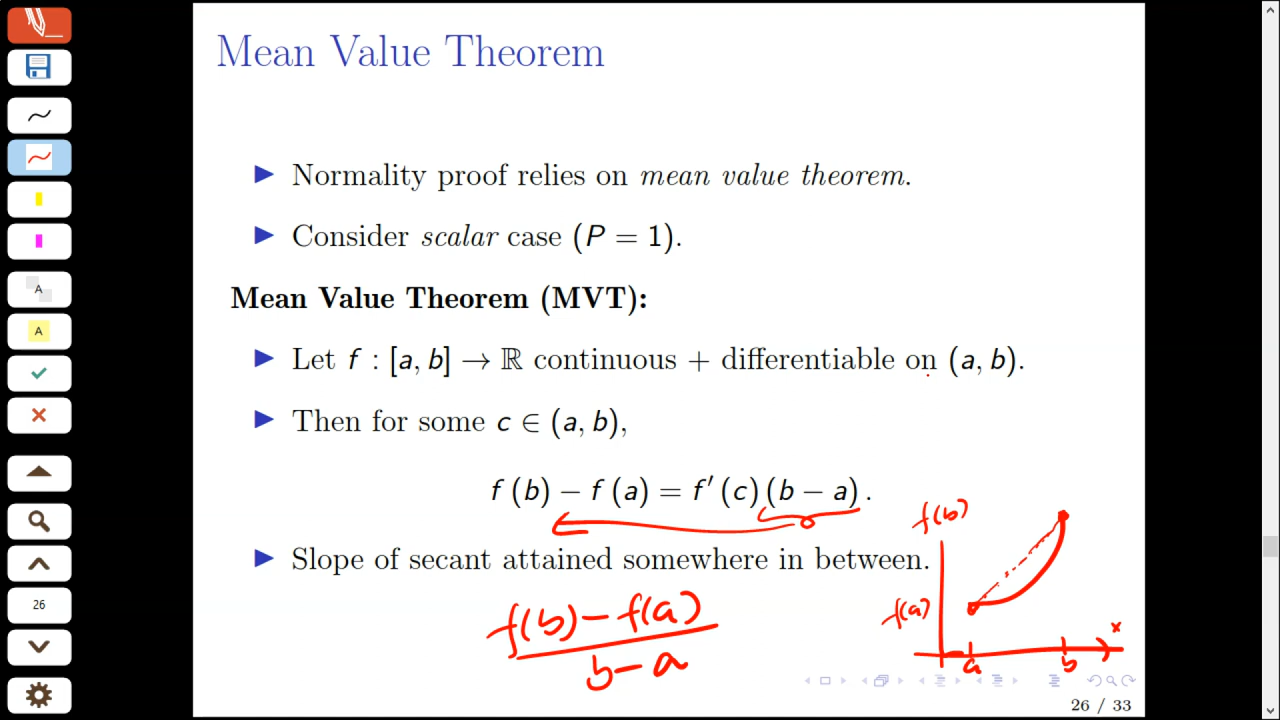 Mean Value Theorem
▶ Normality proof relies on mean value theorem.
▶ Consider scalar case (P = 1).
Mean Value Theorem (MVT):
▶ Let f : [a, b] → ℝ continuous + differentiable on (a, b).
▶ Then for some c ∈ (a, b),
f (b) − f (a) = f′ (c) (b − a) .
▶ Slope of secant attained somewhere in between.
f(b) − f(a)
b − a
f(b)
f(a)
a
b
x
A
A
26
26 / 33